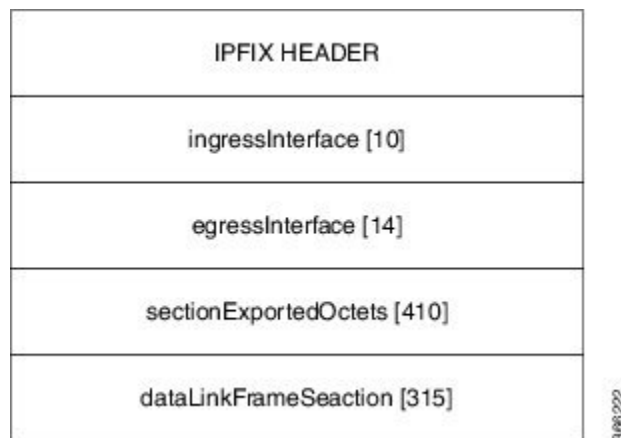 IPFIX HEADER
ingressInterface [10]
egressInterface [14]
sectionExportedOctets [410]
dataLinkFrameSeaction [315]